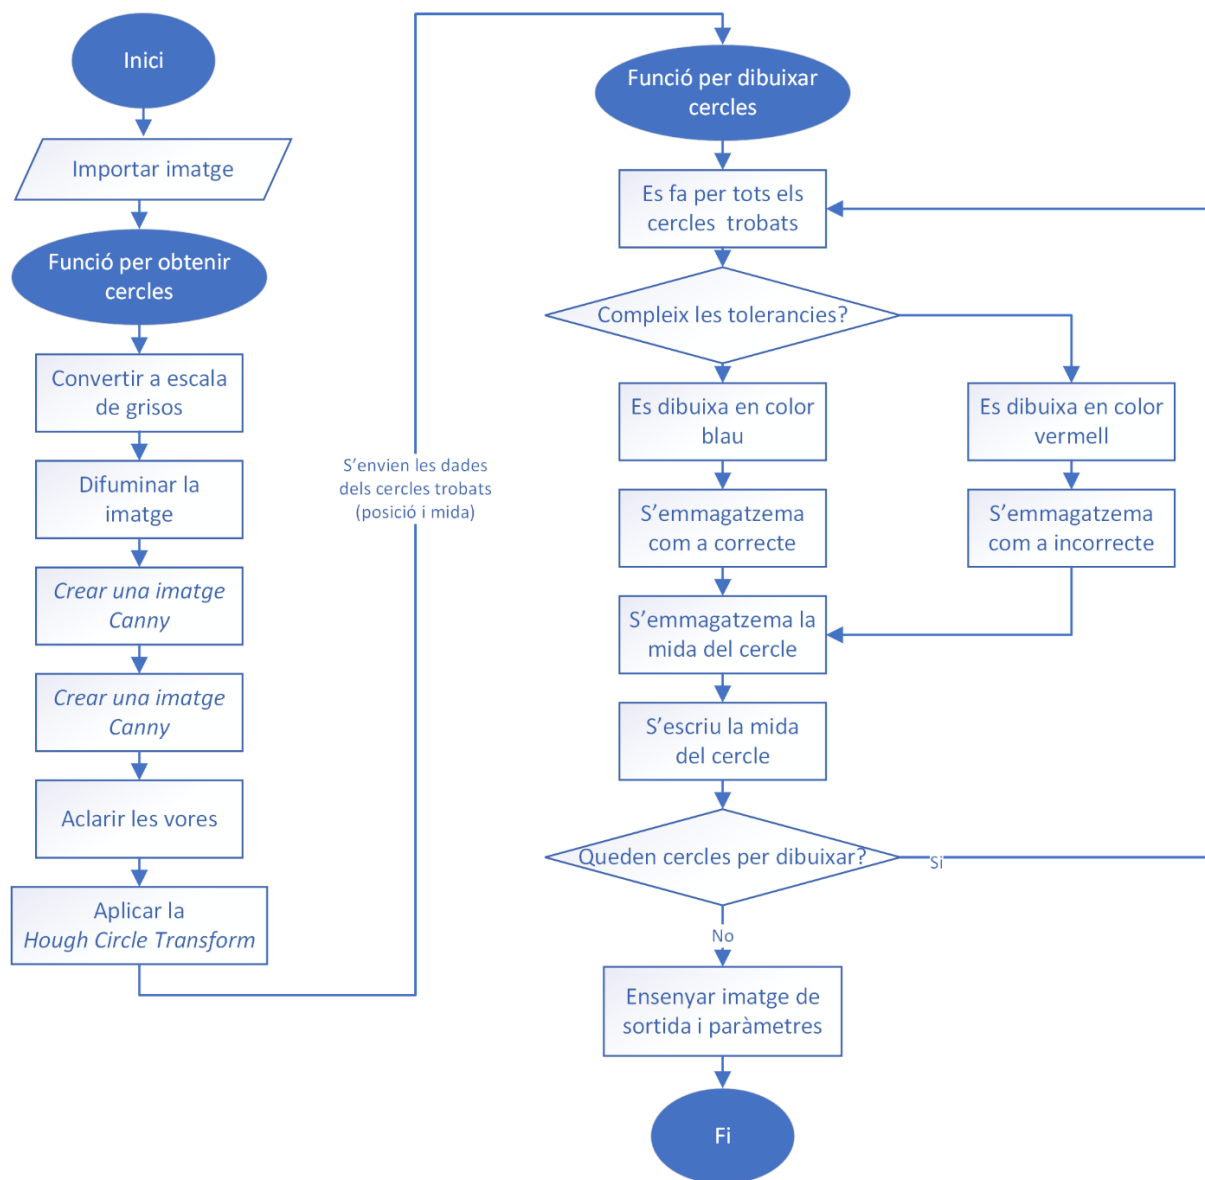 Inici
Importar imatge
Funció per obtenir
cercles
Convertir a escala
de grisos
Difuminar la
imatge
Crear una imatge
Canny
Crear una imatge
Canny
Aclarir les vores
Aplicar la
Hough Circle Transform
S'envien les dades
dels cercles trobats
(posició i mida)
Funció per dibuixar
cercles
Es fa per tots els
cercles trobats
Compleix les tolerancies?
Es dibuixa en color
blau
S'emmagatzema
com a correcte
Es dibuixa en color
vermell
S'emmagatzema
com a incorrecte
S'emmagatzema la
mida del cercle
S'escriu la mida
del cercle
Queden cercles per dibuixar?
Si
No
Ensenyar imatge de
sortida i paràmetres
Fi